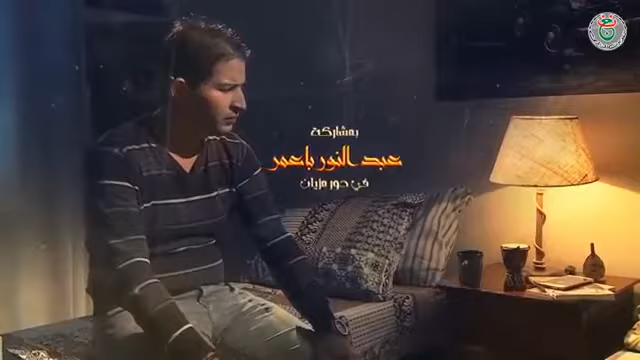 بمشاركة
عبد النور باعمر
في دور مزيان